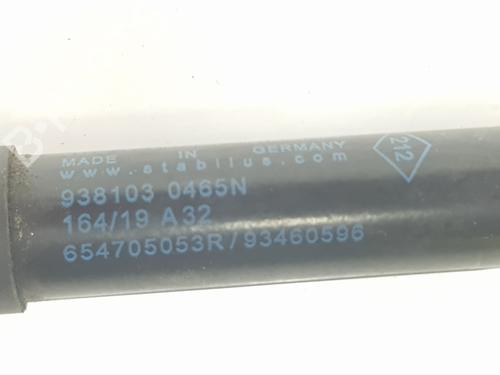 MADE IN GERMANY
www.stabilus.com
938103 0465N
164/19 A32
654705053R/93460596
212